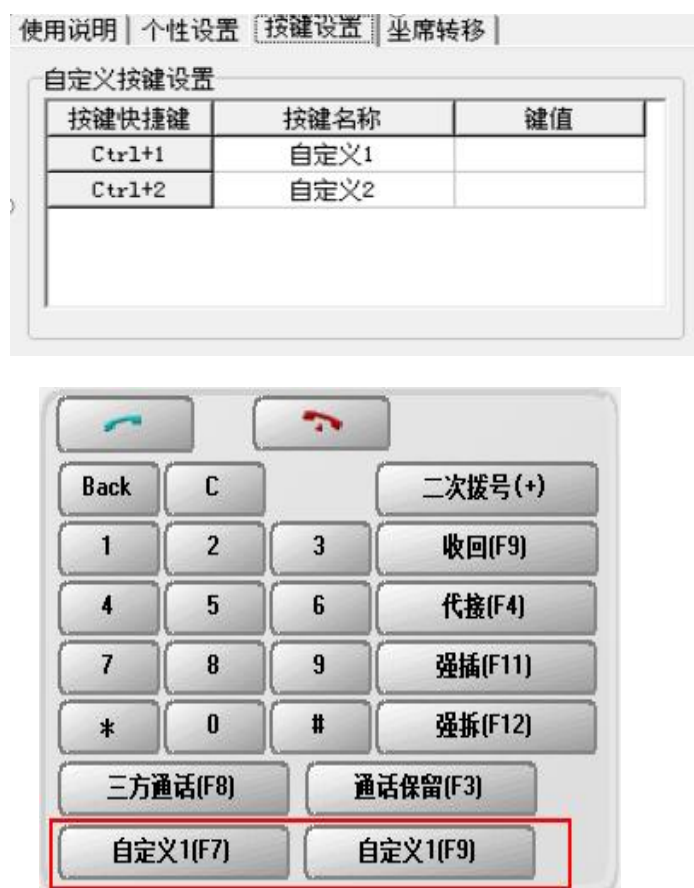 使用说明 个性设置 按键设置 坐席转移
自定义按键设置
按键快捷键 按键名称 键值
Ctrl+1 自定义1
Ctrl+2 自定义2
Back C 二次拨号(+)
1 2 3 收回(F9)
4 5 6 代接(F4)
7 8 9 强插(F11)
* 0 # 强拆(F12)
三方通话(F8) 通话保留(F3)
自定义1(F7) 自定义1(F9)